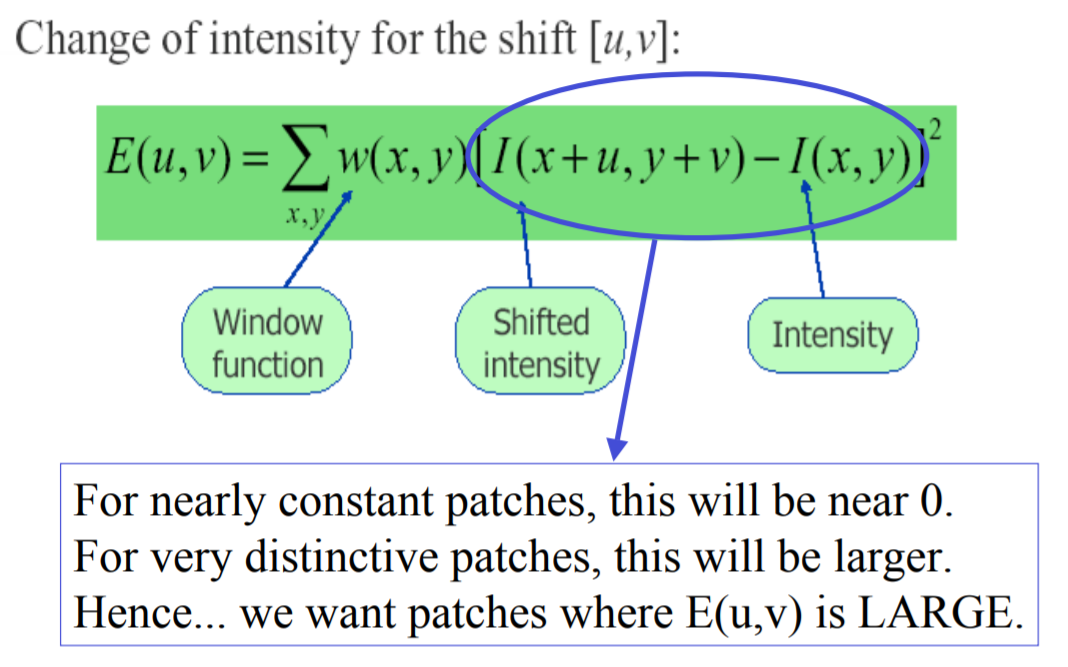 Change of intensity for the shift [u,v]:
E(u,v) = ∑ w(x,y)[I(x+u, y+v) − I(x,y)]²
x,y
Window
function
Shifted
intensity
Intensity
For nearly constant patches, this will be near 0.
For very distinctive patches, this will be larger.
Hence... we want patches where E(u,v) is LARGE.